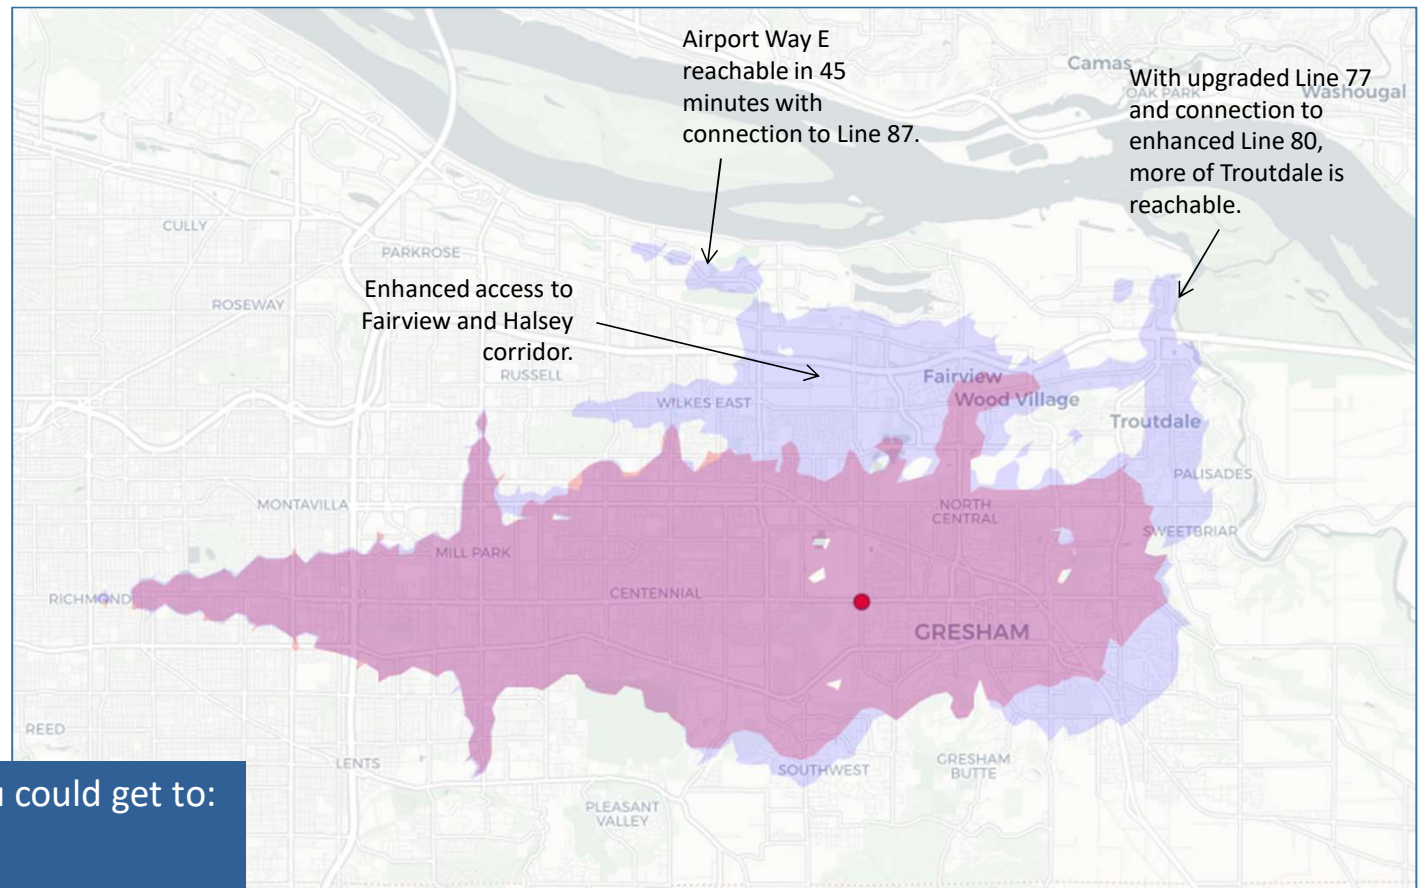 Airport Way E
reachable in 45
minutes with
connection to Line 87.
Camas
OAK PARK
Washougal
With upgraded Line 77
and connection to
enhanced Line 80,
more of Troutdale is
reachable.
CULLY
PARKROSE
Enhanced access to
Fairview and Halsey
corridor.
ROSEWAY
RUSSELL
Fairview
WILKES EAST
Wood Village
Troutdale
PALISADES
MONTAVILLA
NORTH
CENTRAL
SWEETBRIAR
MILL PARK
RICHMOND
CENTENNIAL
GRESHAM
REED
LENTS
SOUTHWEST
GRESHAM
BUTTE
PLEASANT
VALLEY
could get to: